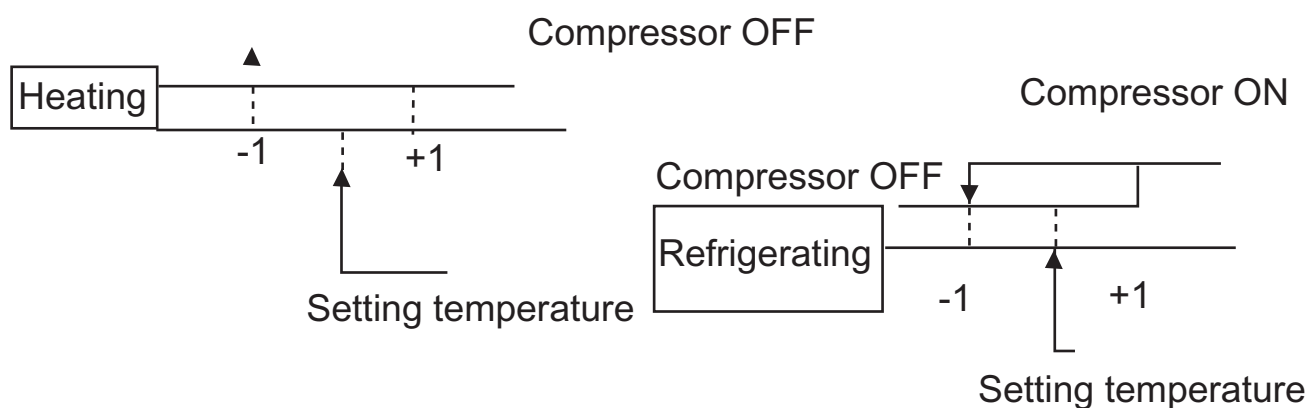 Compressor OFF
Heating
-1
+1
Setting temperature
Compressor ON
Compressor OFF
Refrigerating
-1
+1
Setting temperature